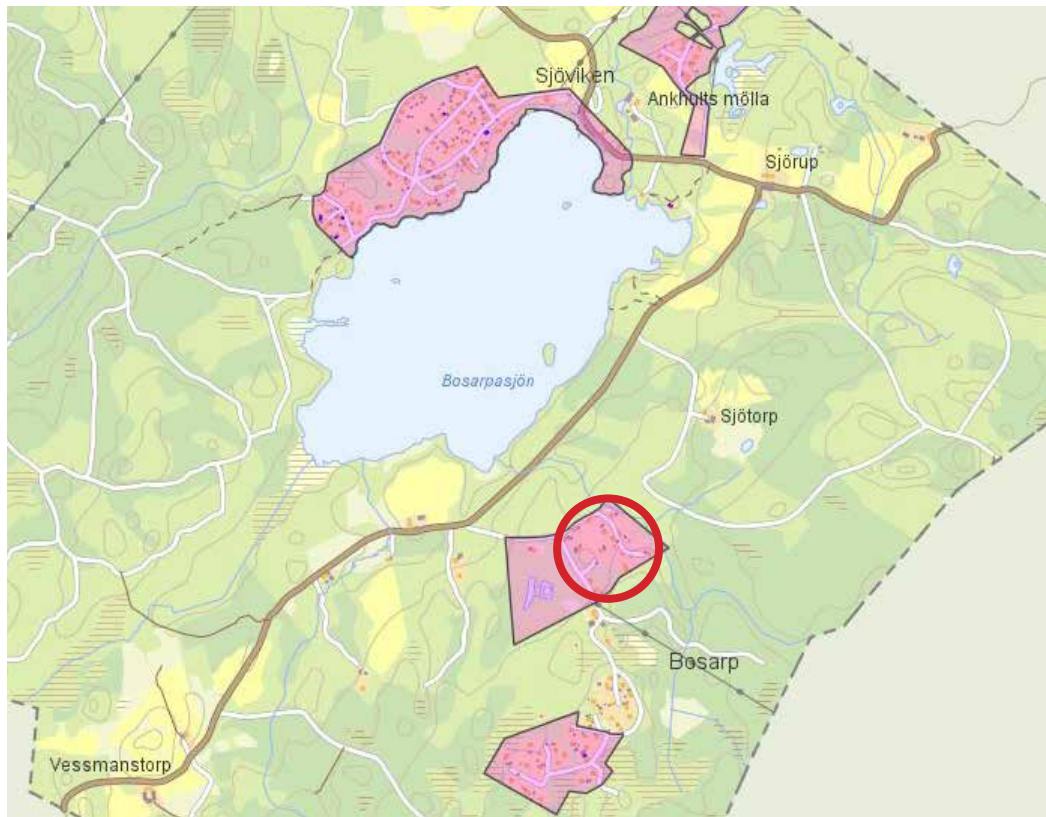 Sjöviken
Ankhults mölla
Sjörup
Bosarpasjön
Sjötorp
Bosarp
Vessmanstorp